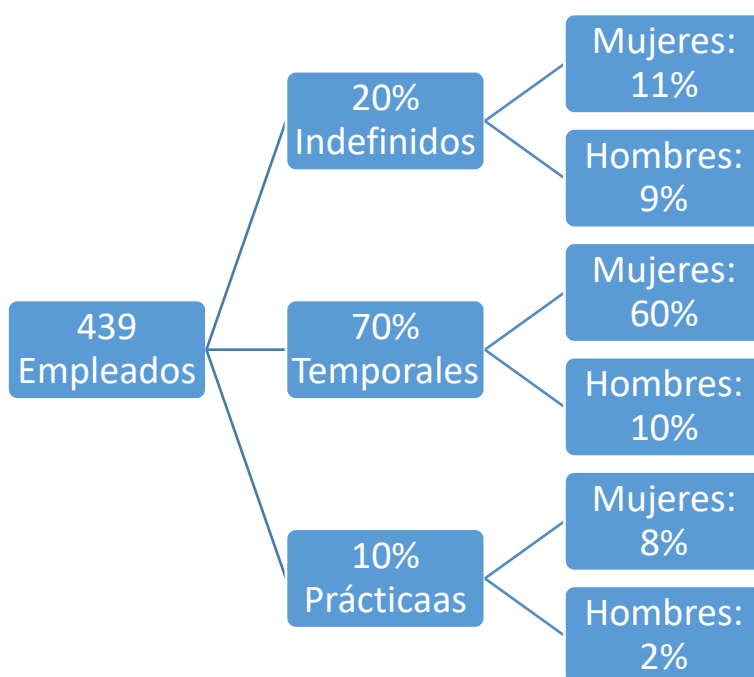 439
Empleados
20%
Indefinidos
Mujeres:
11%
Hombres:
9%
70%
Temporales
Mujeres:
60%
Hombres:
10%
10%
Prácticaas
Mujeres:
8%
Hombres:
2%